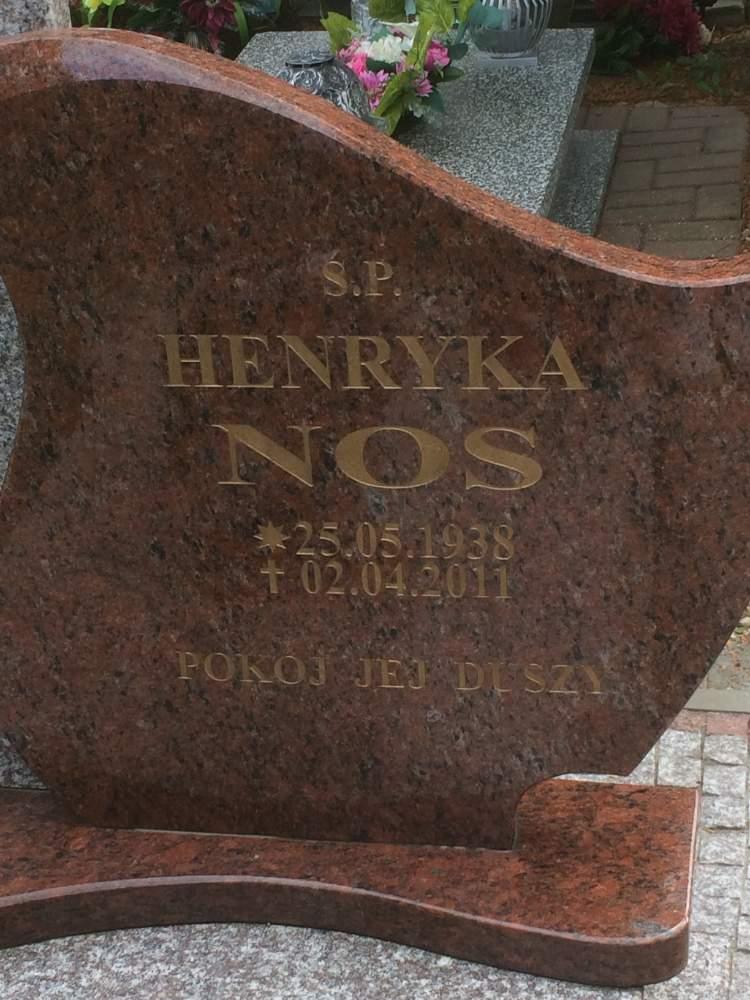 Ś.P.
HENRYKA
NOS
25.05.1938
02.04.2011
POKÓJ JEJ DUSZY